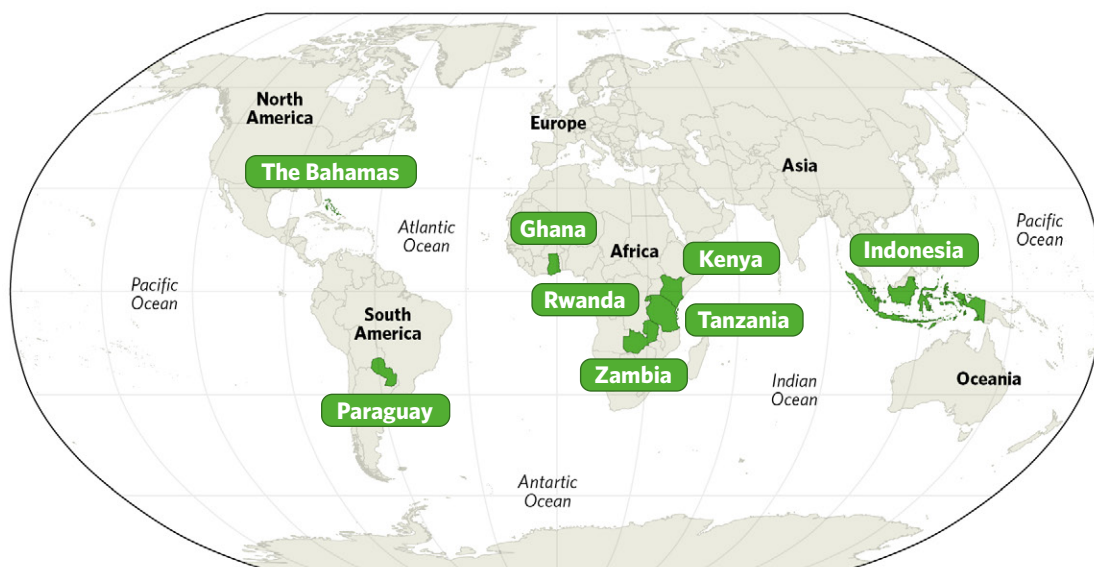 North
America
Europe
Asia
The Bahamas
Atlantic
Ocean
Ghana
Africa
Kenya
Indonesia
Pacific
Ocean
Pacific
Ocean
Rwanda
South
America
Tanzania
Zambia
Indian
Ocean
Oceania
Paraguay
Antartic
Ocean